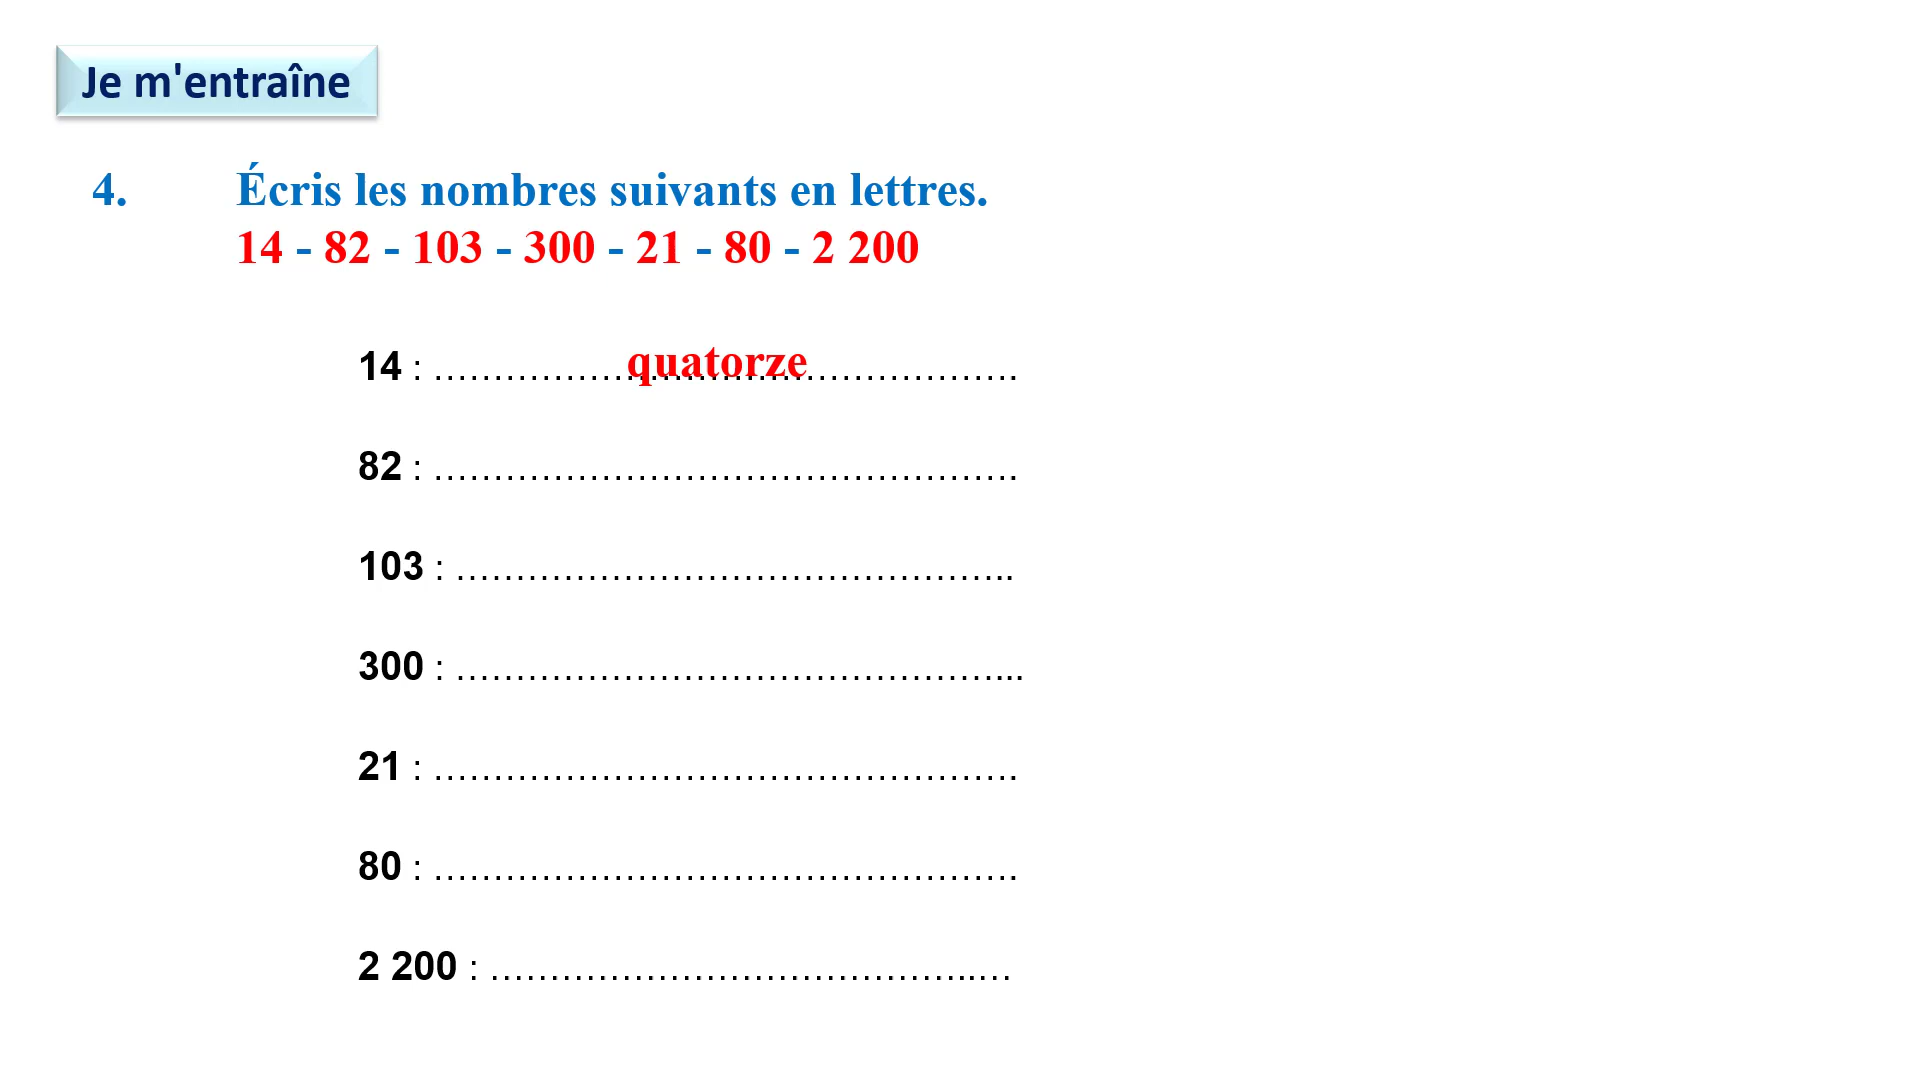 Je m'entraîne
4. Écris les nombres suivants en lettres.
14 - 82 - 103 - 300 - 21 - 80 - 2 200
14 : …………………………………………. quatorze
82 : ………………………………………….
103 : ………………………………………..
300 : ………………………………………...
21 : ………………………………………….
80 : ………………………………………….
2 200 : …………………………………..…